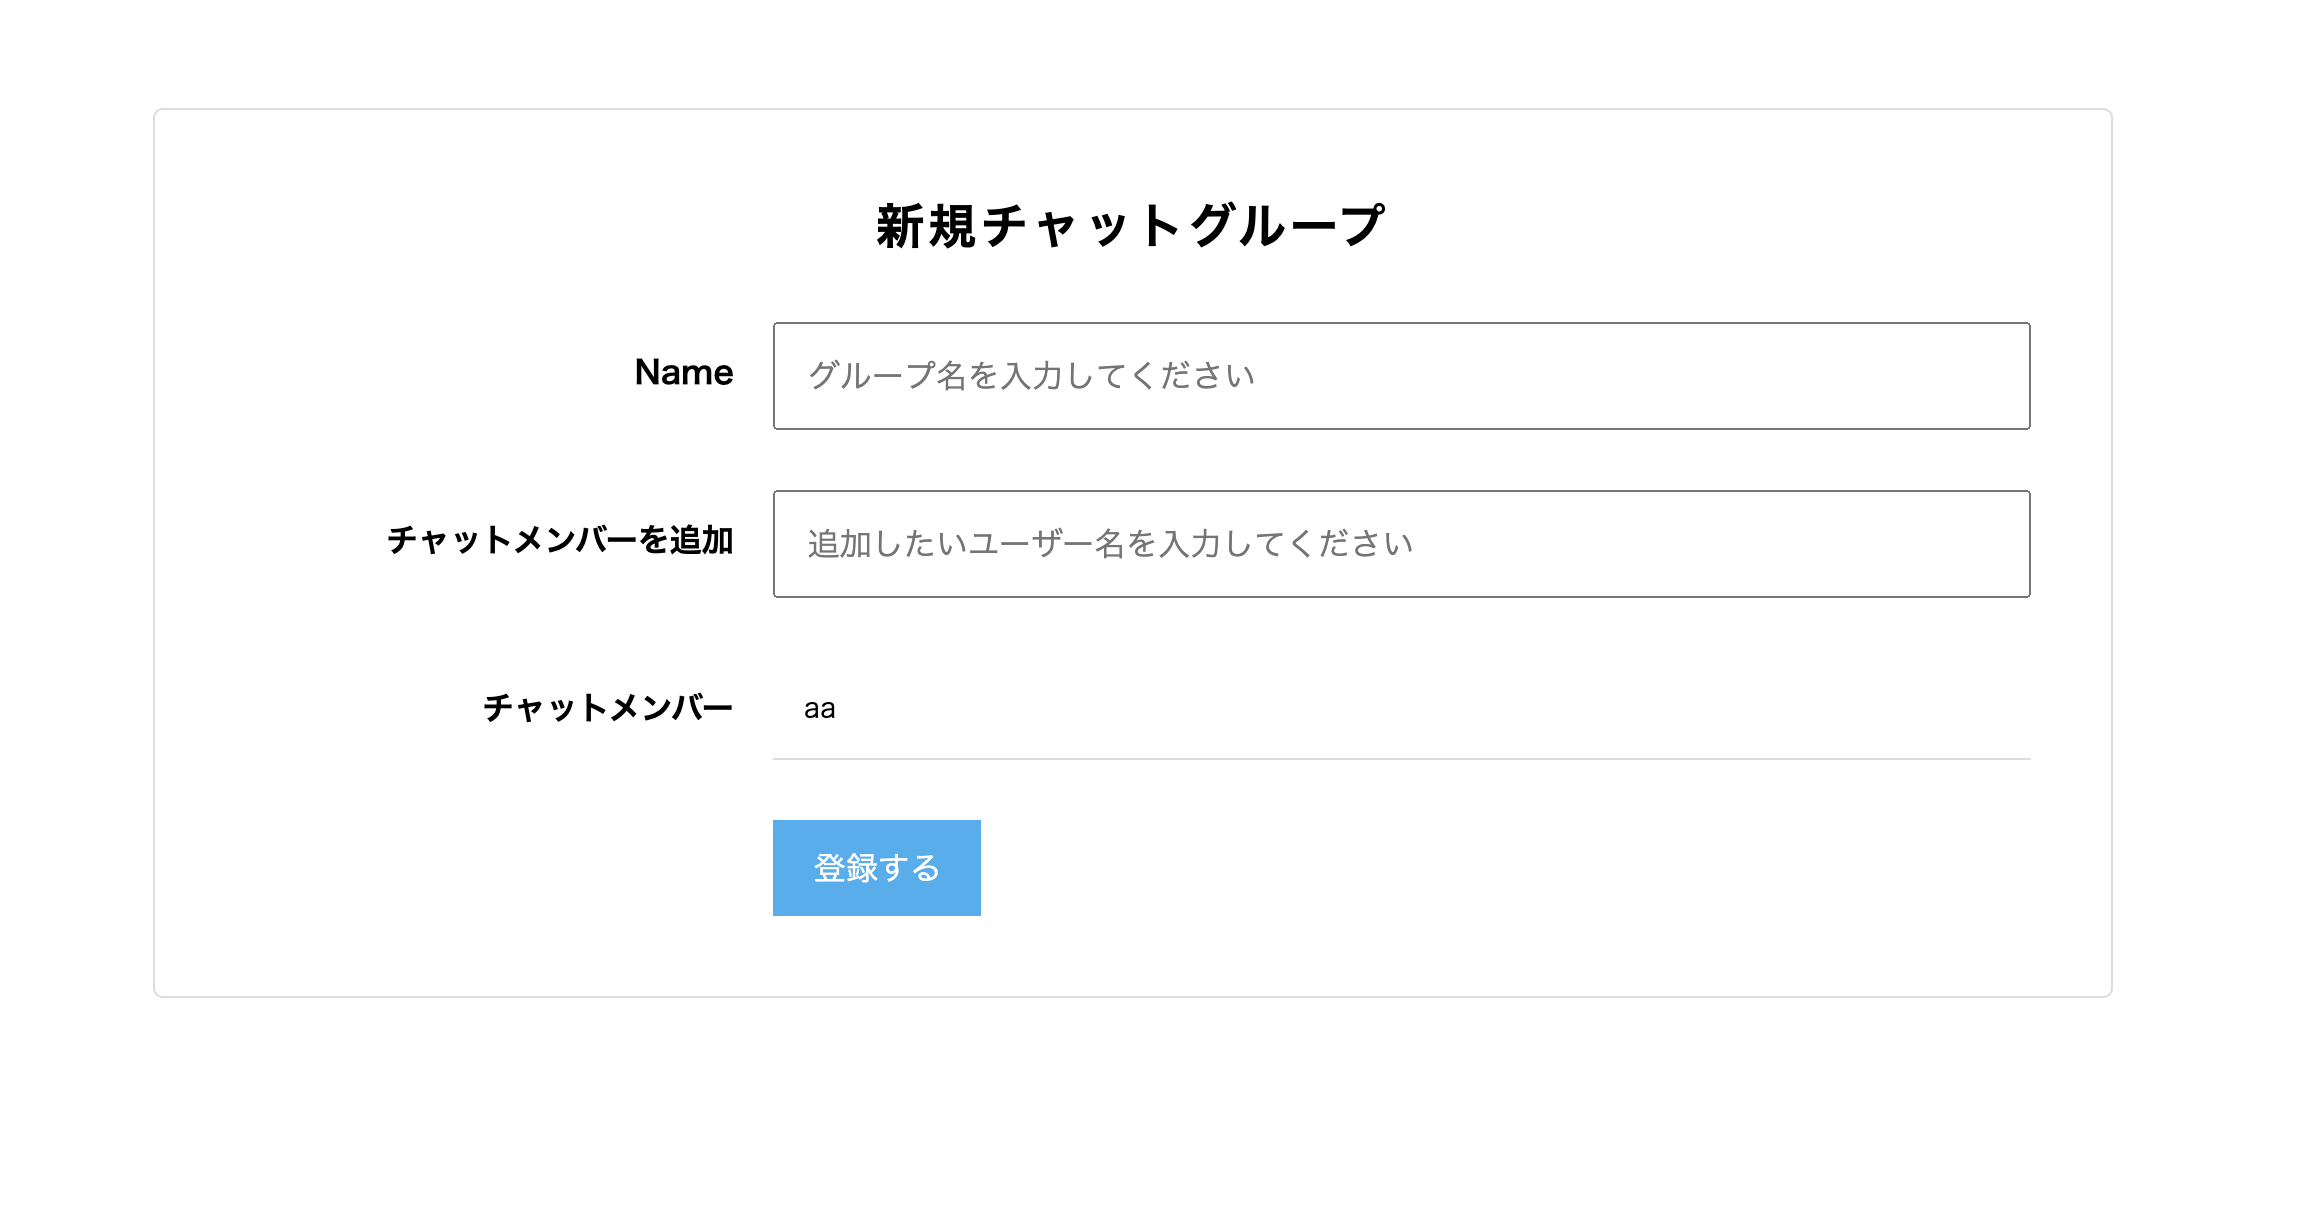 新規チャットグループ
Name
グループ名を入力してください
チャットメンバーを追加
追加したいユーザー名を入力してください
チャットメンバー
aa
登録する